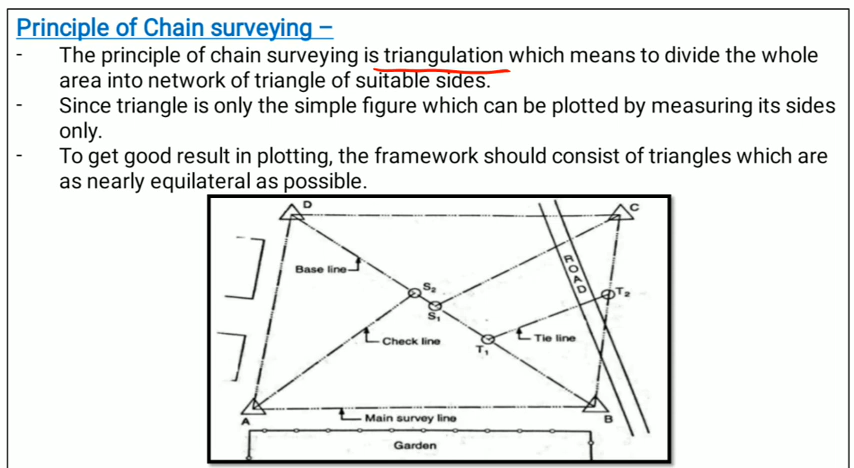 Principle of Chain surveying –
- The principle of chain surveying is triangulation which means to divide the whole
area into network of triangle of suitable sides.
- Since triangle is only the simple figure which can be plotted by measuring its sides
only.
- To get good result in plotting, the framework should consist of triangles which are
as nearly equilateral as possible.
D
C
Base line
S₂
S₁
ROAD
T₂
Check line
T₁
Tie line
A
Main survey line
B
Garden